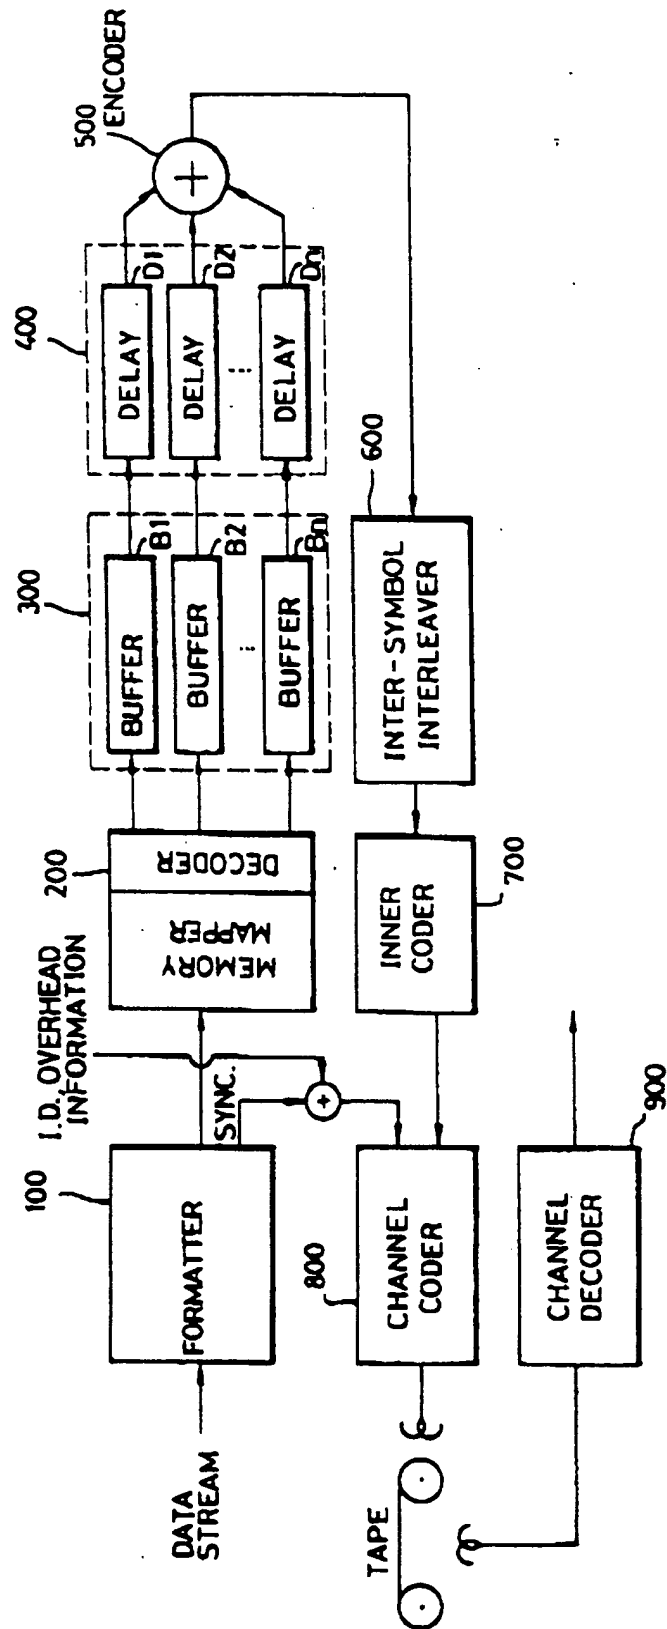 DATA
STREAM
100
FORMATTER
I.D. OVERHEAD
INFORMATION
SYNC.
+
200
MEMORY
MAPPER
DECODER
300
BUFFER
B1
BUFFER
B2
...
BUFFER
Bn
400
DELAY
D1
DELAY
D2
...
DELAY
Dn
500
ENCODER
+
600
INTER-SYMBOL
INTERLEAVER
700
INNER
CODER
800
CHANNEL
CODER
TAPE
900
CHANNEL
DECODER